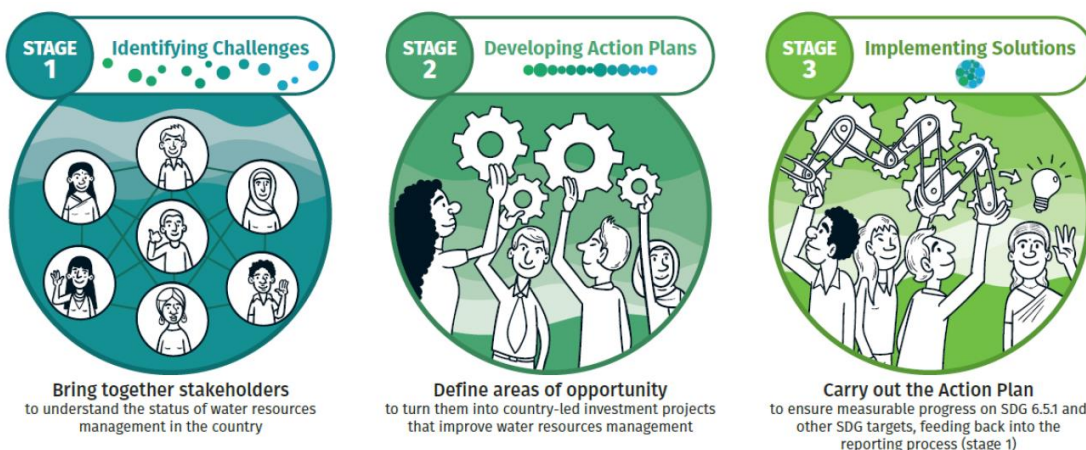 STAGE
1
Identifying Challenges
Bring together stakeholders
to understand the status of water resources
management in the country
STAGE
2
Developing Action Plans
Define areas of opportunity
to turn them into country-led investment projects
that improve water resources management
STAGE
3
Implementing Solutions
Carry out the Action Plan
to ensure measurable progress on SDG 6.5.1 and
other SDG targets, feeding back into the
reporting process (stage 1)